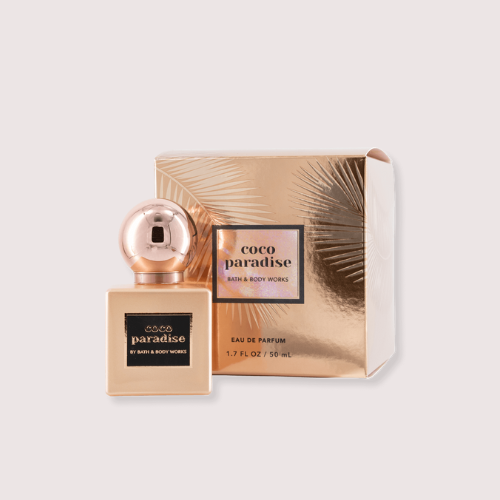 coco
paradise
BATH & BODY WORKS
EAU DE PARFUM
1.7 FL OZ / 50 mL
coco
paradise
BY BATH & BODY WORKS